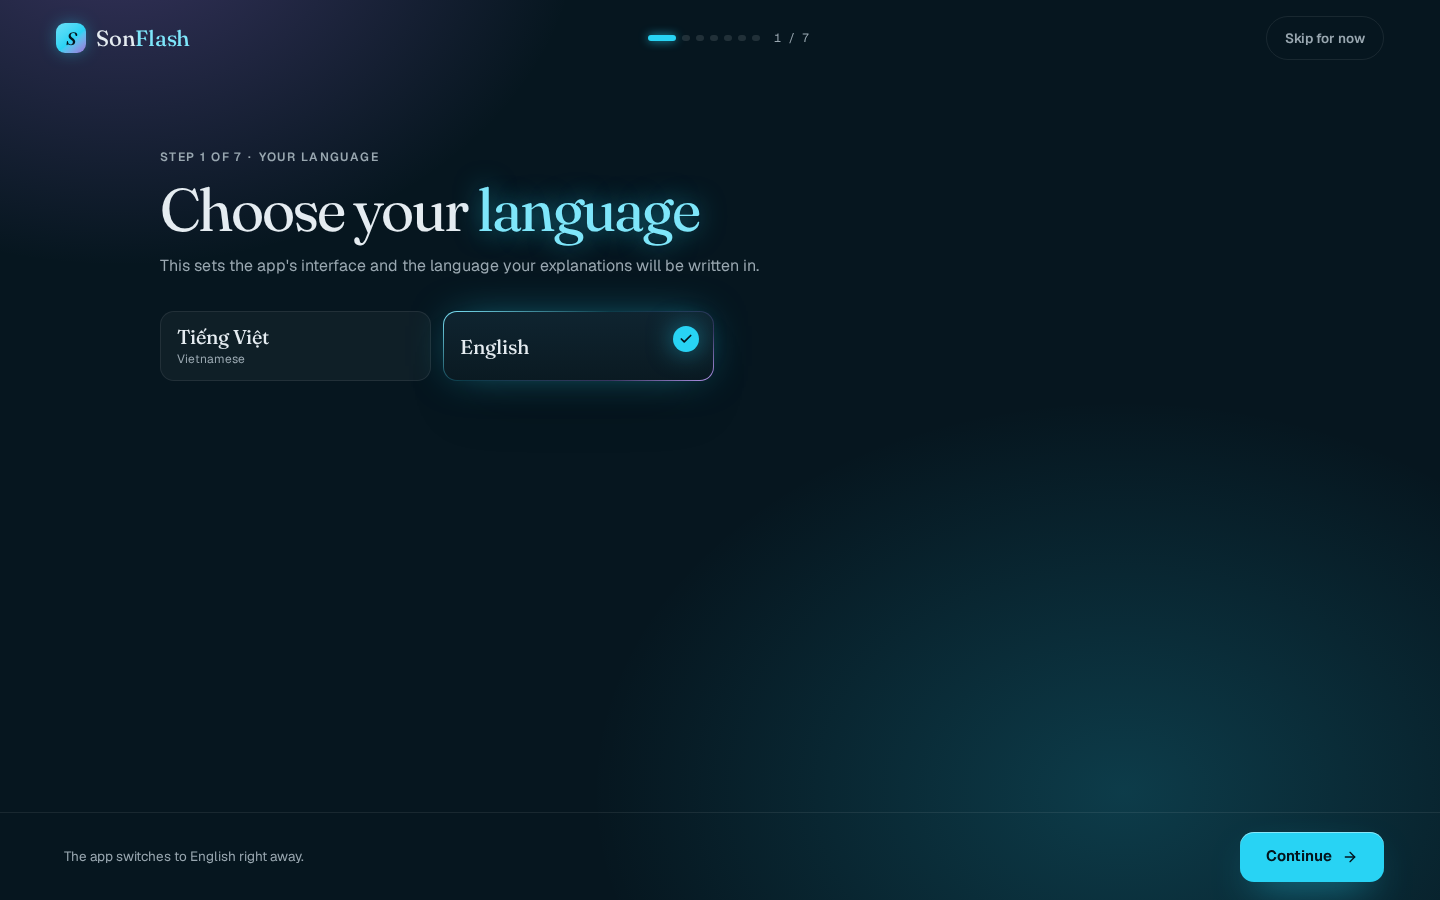 S SonFlash
1 / 7
Skip for now
STEP 1 OF 7 · YOUR LANGUAGE
Choose your language
This sets the app's interface and the language your explanations will be written in.
Tiếng Việt
Vietnamese
English
The app switches to English right away.
Continue →